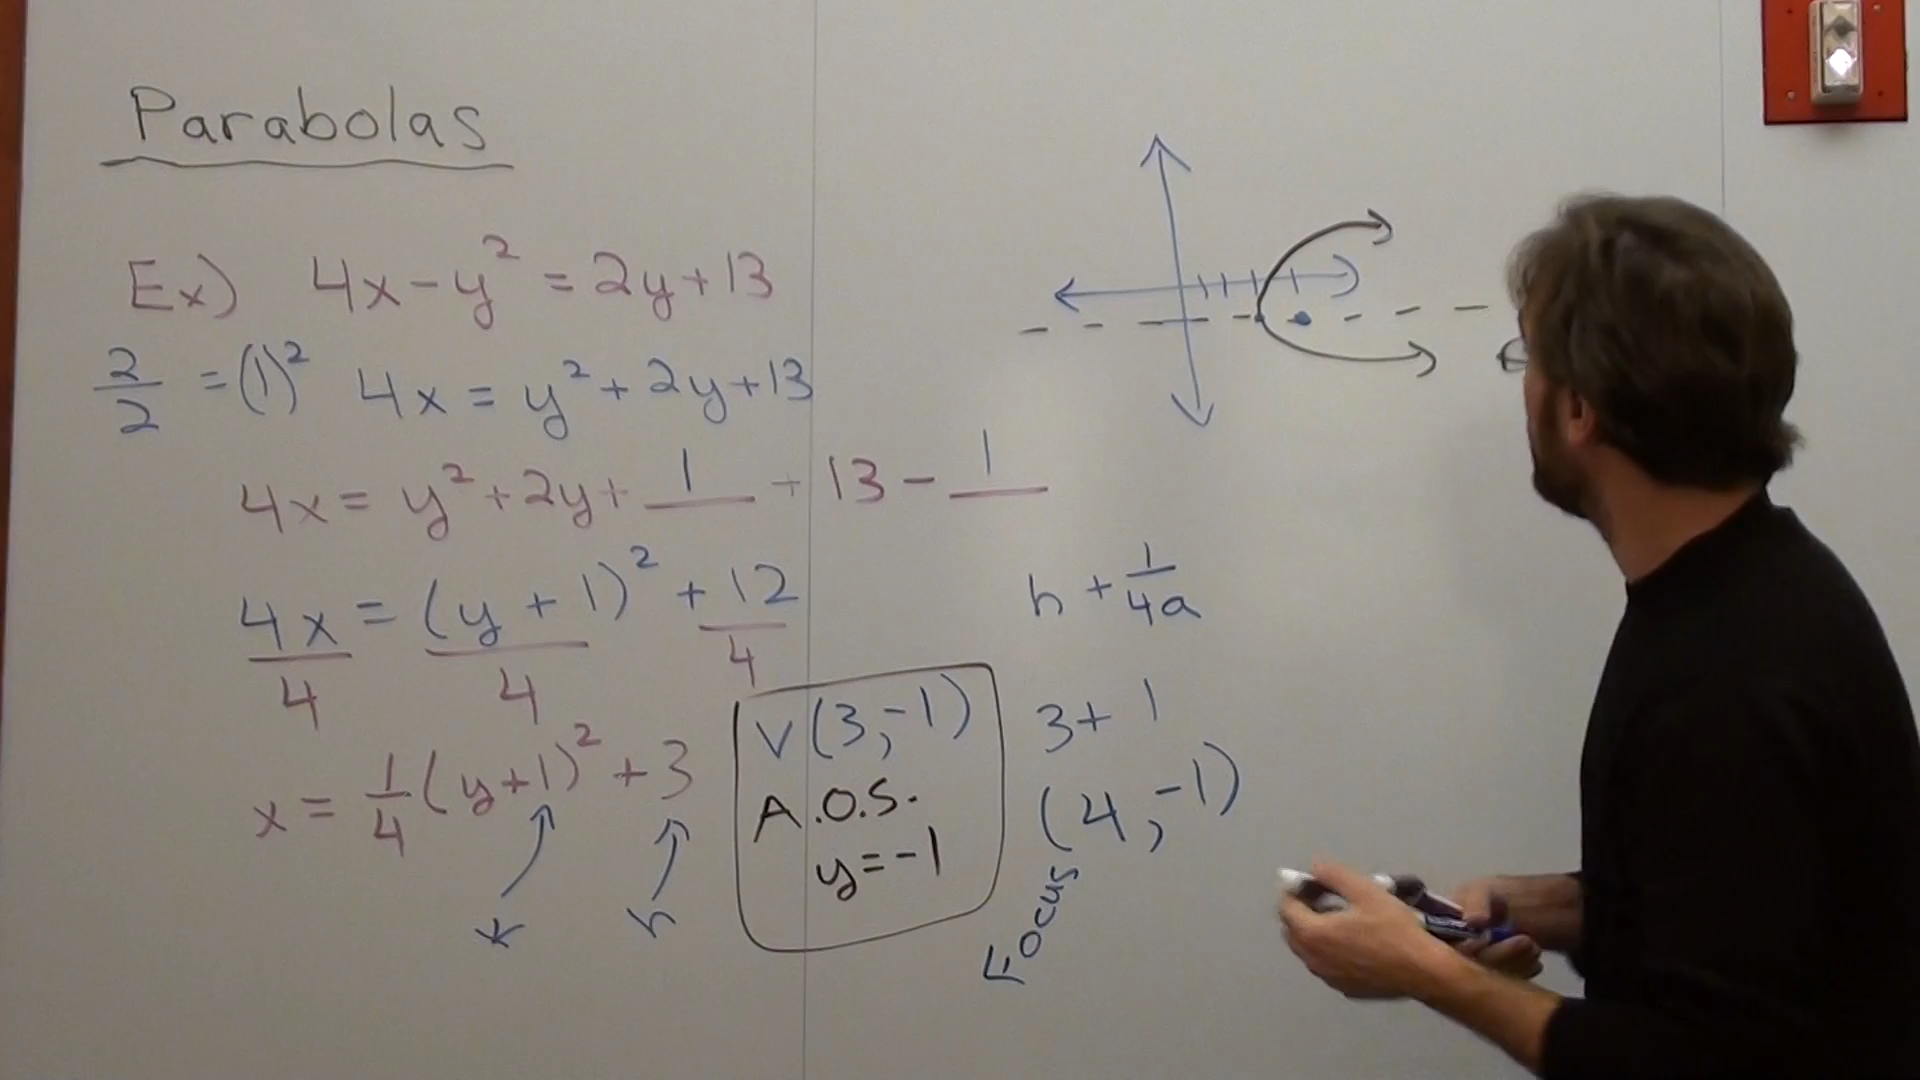 Parabolas
Ex) 4x - y² = 2y + 13
2/2 = (1)² 4x = y² + 2y + 13
4x = y² + 2y + 1 + 13 - 1
4x/4 = (y + 1)²/4 + 12/4
x = 1/4 (y+1)² + 3
k h
V (3, -1)
A.O.S.
y = -1
h + 1/4a
3 + 1
(4, -1)
Focus